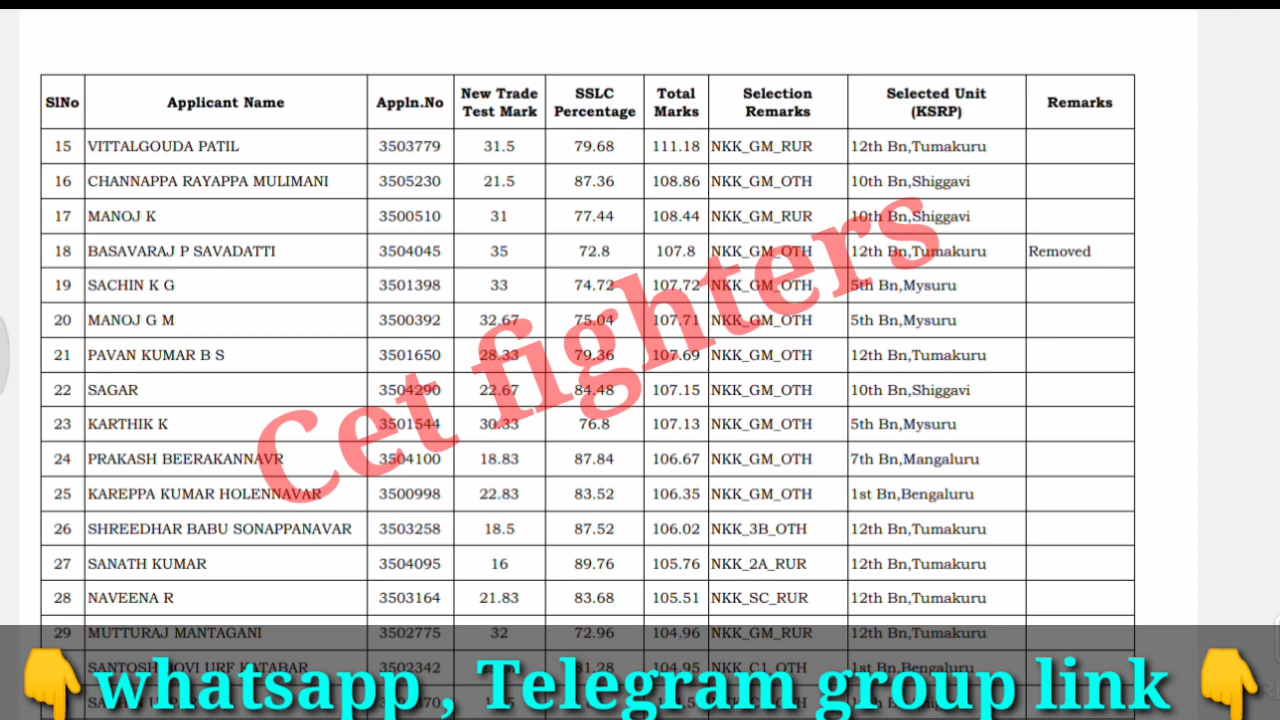 SlNo Applicant Name Appln.No New Trade Test Mark SSLC Percentage Total Marks Selection Remarks Selected Unit (KSRP) Remarks
15 VITTALGOUDA PATIL 3503779 31.5 79.68 111.18 NKK_GM_RUR 12th Bn,Tumakuru
16 CHANNAPPA RAYAPPA MULIMANI 3505230 21.5 87.36 108.86 NKK_GM_OTH 10th Bn,Shiggavi
17 MANOJ K 3500510 31 77.44 108.44 NKK_GM_RUR 10th Bn,Shiggavi
18 BASAVARAJ P SAVADATTI 3504045 35 72.8 107.8 NKK_GM_OTH 12th Bn,Tumakuru Removed
19 SACHIN K G 3501398 33 74.72 107.72 NKK_GM_OTH 5th Bn,Mysuru
20 MANOJ G M 3500392 32.67 75.04 107.71 NKK_GM_OTH 5th Bn,Mysuru
21 PAVAN KUMAR B S 3501650 28.33 79.36 107.69 NKK_GM_OTH 12th Bn,Tumakuru
22 SAGAR 3504290 22.67 84.48 107.15 NKK_GM_OTH 10th Bn,Shiggavi
23 KARTHIK K 3501544 30.33 76.8 107.13 NKK_GM_OTH 5th Bn,Mysuru
24 PRAKASH BEERAKANNAVR 3504100 18.83 87.84 106.67 NKK_GM_OTH 7th Bn,Mangaluru
25 KAREPPA KUMAR HOLENNAVAR 3500998 22.83 83.52 106.35 NKK_GM_OTH 1st Bn,Bengaluru
26 SHREEDHAR BABU SONAPPANAVAR 3503258 18.5 87.52 106.02 NKK_3B_OTH 12th Bn,Tumakuru
27 SANATH KUMAR 3504095 16 89.76 105.76 NKK_2A_RUR 12th Bn,Tumakuru
28 NAVEENA R 3503164 21.83 83.68 105.51 NKK_SC_RUR 12th Bn,Tumakuru
29 MUTTURAJ MANTAGANI 3502775 32 72.96 104.96 NKK_GM_RUR 12th Bn,Tumakuru
SANTOSH BOVI URF KATABAR 3502342 81.28 104.95 NKK_C1_OTH 1st Bn,Bengaluru
Cet fighters
whatsapp , Telegram group link